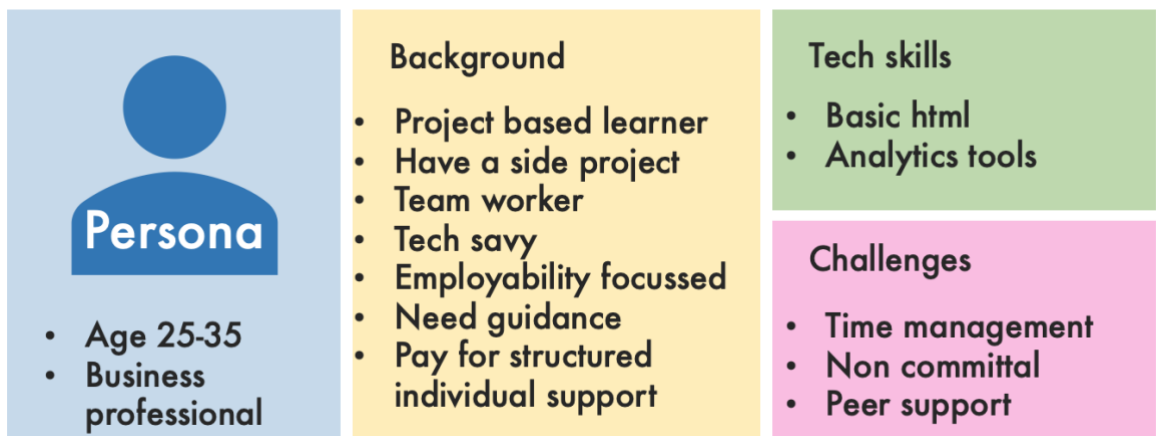 Persona
• Age 25-35
• Business
professional
Background
• Project based learner
• Have a side project
• Team worker
• Tech savy
• Employability focussed
• Need guidance
• Pay for structured
individual support
Tech skills
• Basic html
• Analytics tools
Challenges
• Time management
• Non committal
• Peer support